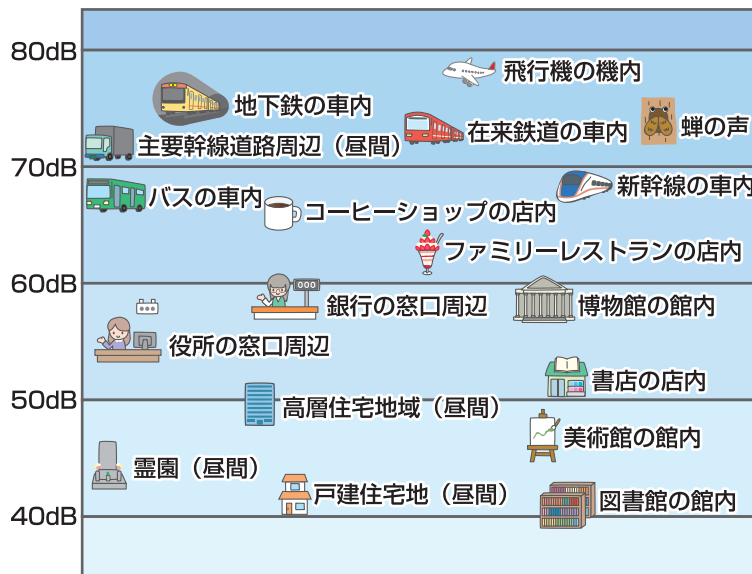 80dB
飛行機の機内
地下鉄の車内
在来鉄道の車内
蝉の声
主要幹線道路周辺（昼間）
70dB
バスの車内
新幹線の車内
コーヒーショップの店内
ファミリーレストランの店内
60dB
銀行の窓口周辺
博物館の館内
役所の窓口周辺
書店の店内
50dB
高層住宅地域（昼間）
美術館の館内
霊園（昼間）
戸建住宅地（昼間）
図書館の館内
40dB